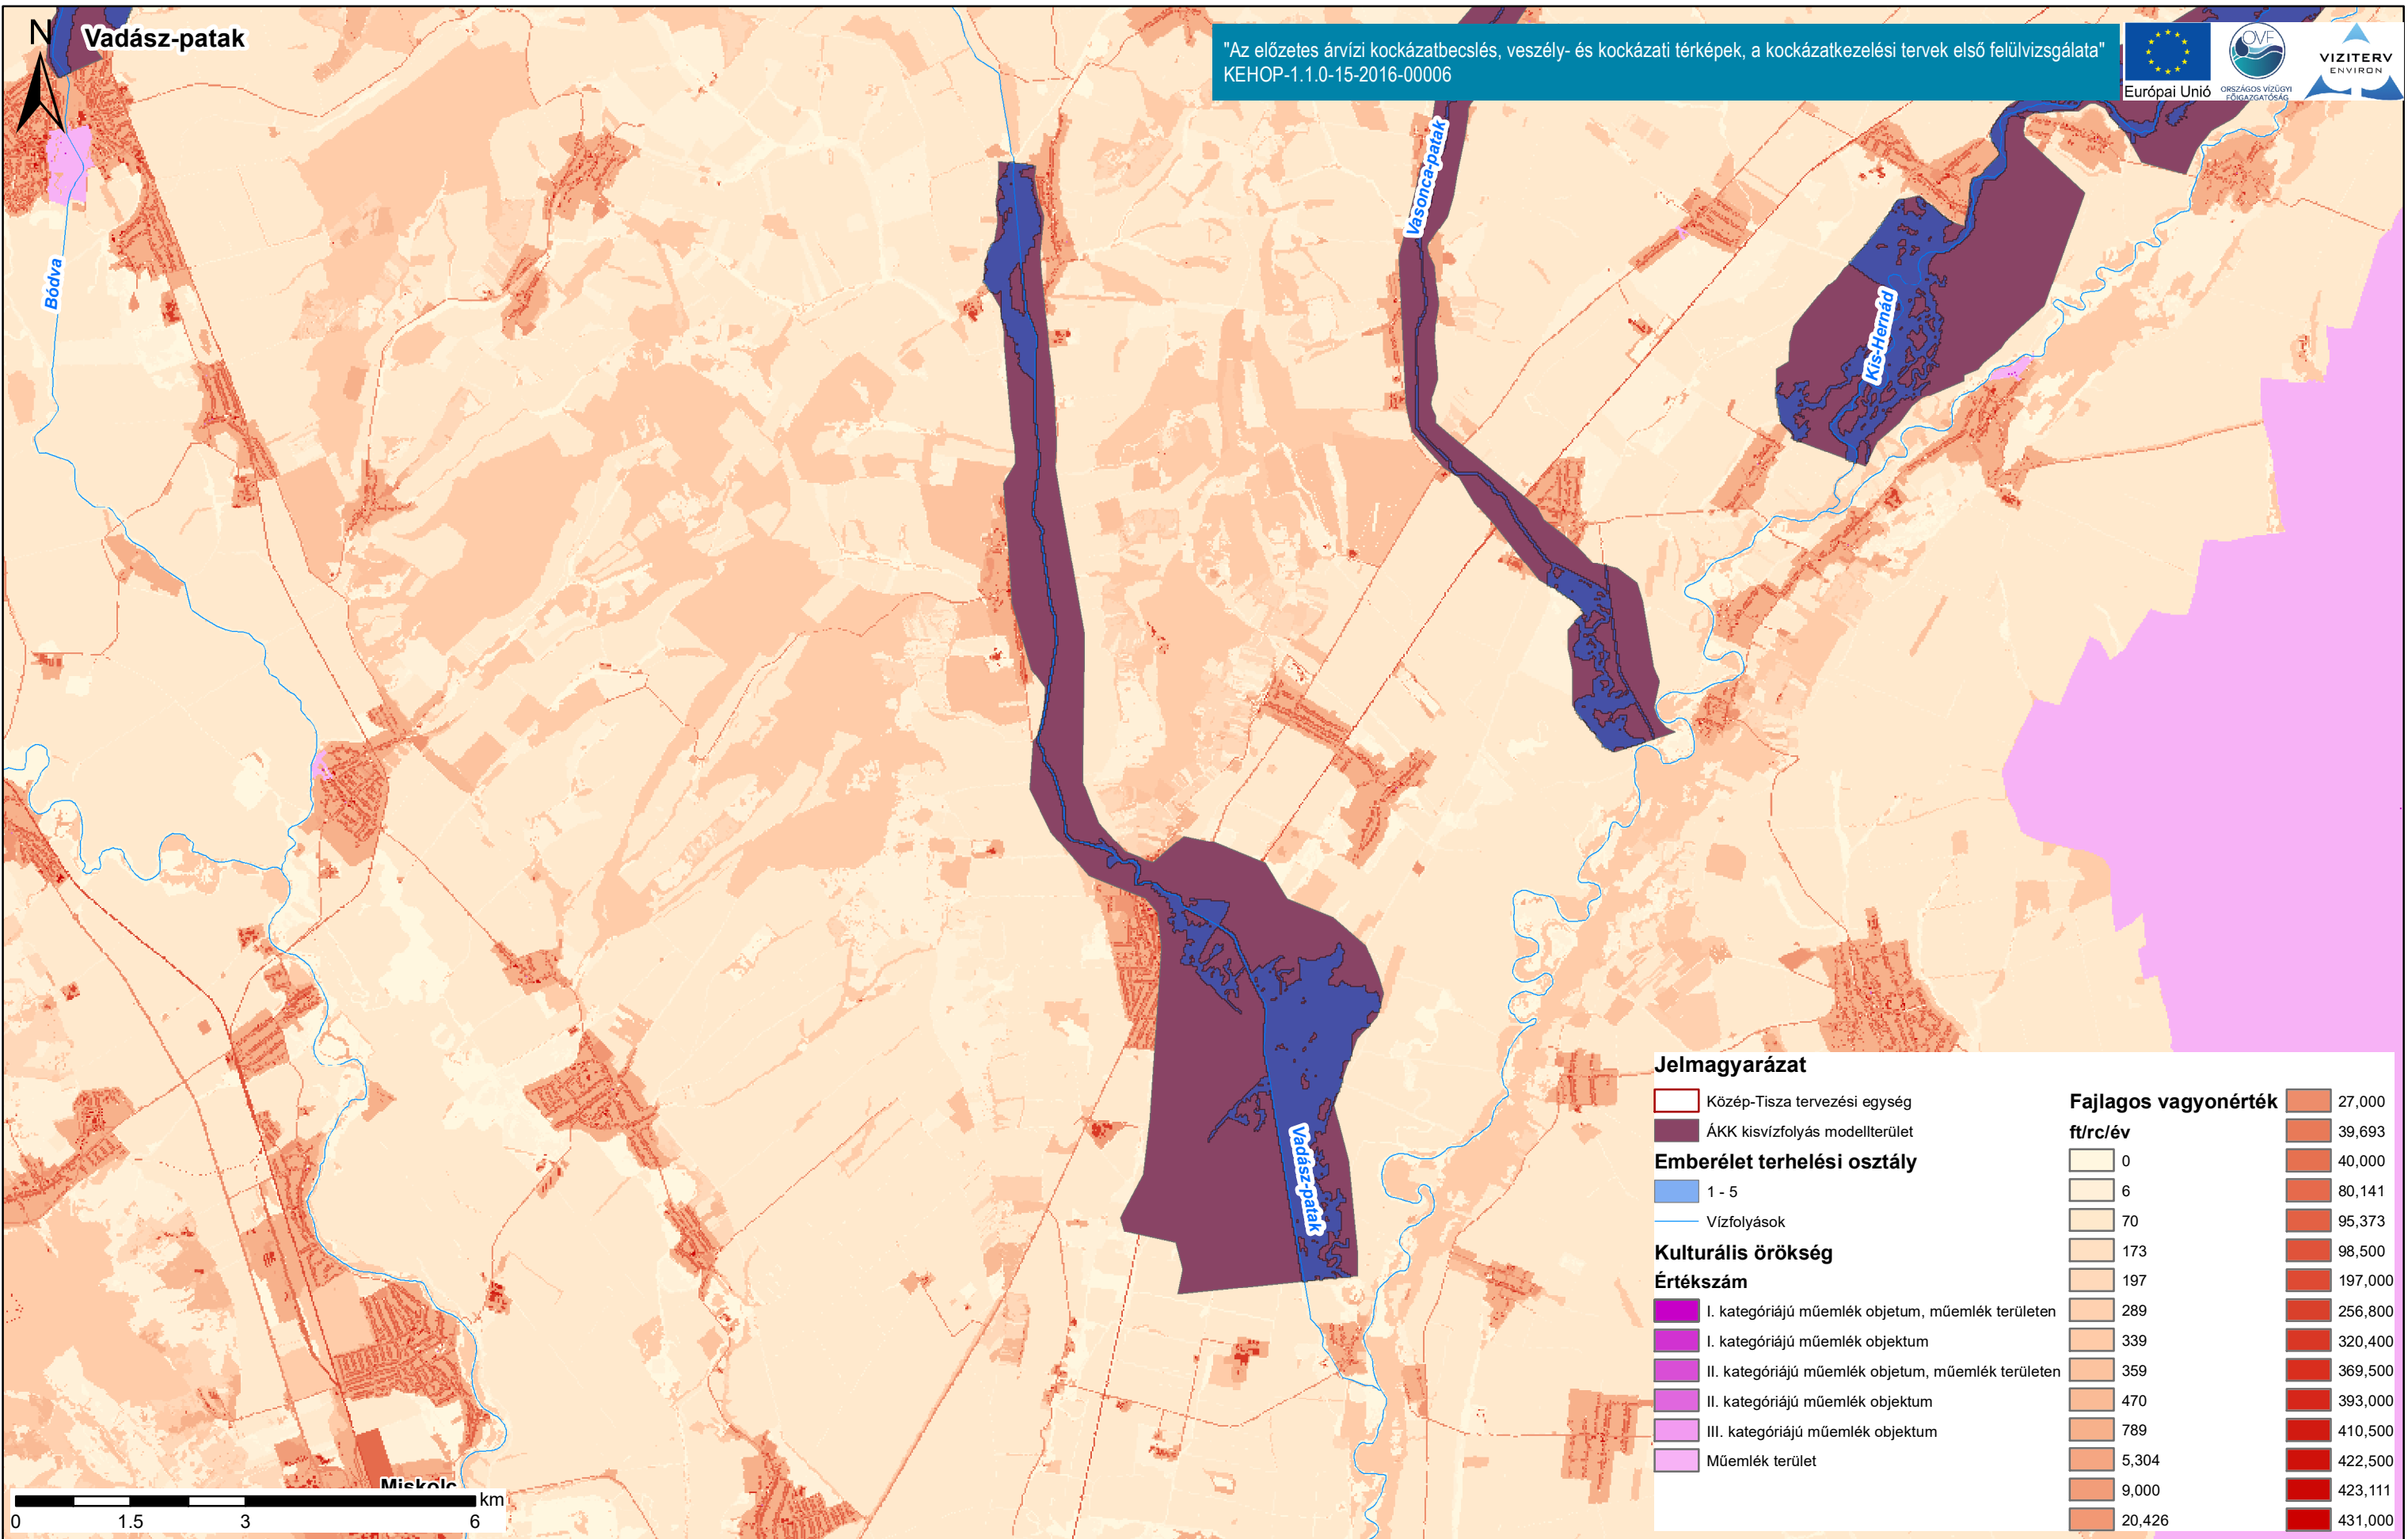 N
Vadász-patak
"Az előzetes árvízi kockázatbecslés, veszély- és kockázati térképek, a kockázatkezelési tervek első felülvizsgálata"
KEHOP-1.1.0-15-2016-00006
Európai Unió
OVF
ORSZÁGOS VÍZÜGYI
FŐIGAZGATÓSÁG
VIZITERV
ENVIRON
Bódva
Vasonca-patak
Kis-Hernád
Vadász-patak
Miskolc
km
0 1.5 3 6
Jelmagyarázat
Közép-Tisza tervezési egység
ÁKK kisvízfolyás modellterület
Emberélet terhelési osztály
1 - 5
Vízfolyások
Kulturális örökség
Értékszám
I. kategóriájú műemlék objetum, műemlék területen
I. kategóriájú műemlék objektum
II. kategóriájú műemlék objetum, műemlék területen
II. kategóriájú műemlék objektum
III. kategóriájú műemlék objektum
Műemlék terület
Fajlagos vagyonérték
ft/rc/év
0
6
70
173
197
289
339
359
470
789
5,304
9,000
20,426
27,000
39,693
40,000
80,141
95,373
98,500
197,000
256,800
320,400
369,500
393,000
410,500
422,500
423,111
431,000